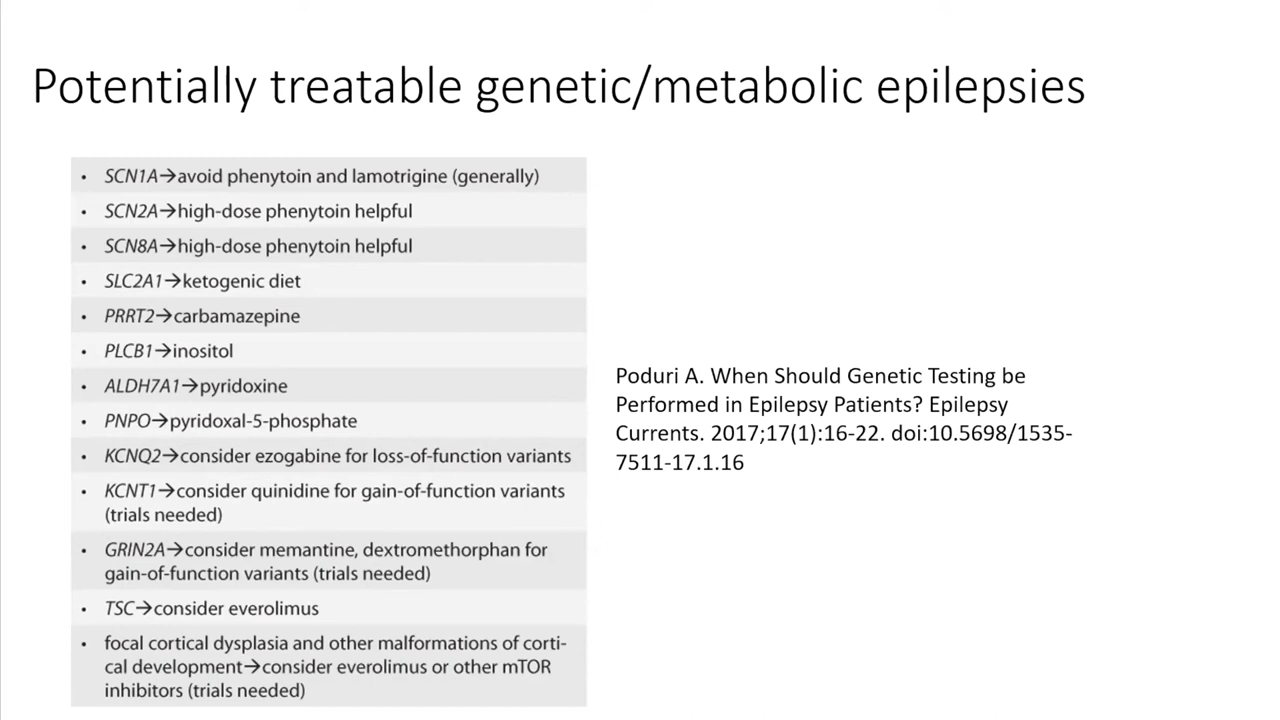 Potentially treatable genetic/metabolic epilepsies
• SCN1A→avoid phenytoin and lamotrigine (generally)
• SCN2A→high-dose phenytoin helpful
• SCN8A→high-dose phenytoin helpful
• SLC2A1→ketogenic diet
• PRRT2→carbamazepine
• PLCB1→inositol
• ALDH7A1→pyridoxine
• PNPO→pyridoxal-5-phosphate
• KCNQ2→consider ezogabine for loss-of-function variants
• KCNT1→consider quinidine for gain-of-function variants
(trials needed)
• GRIN2A→consider memantine, dextromethorphan for
gain-of-function variants (trials needed)
• TSC→consider everolimus
• focal cortical dysplasia and other malformations of corti-
cal development→consider everolimus or other mTOR
inhibitors (trials needed)
Poduri A. When Should Genetic Testing be
Performed in Epilepsy Patients? Epilepsy
Currents. 2017;17(1):16-22. doi:10.5698/1535-
7511-17.1.16